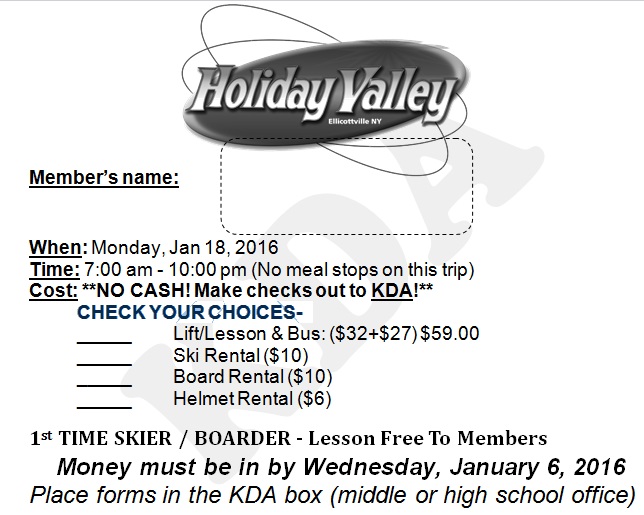 Holiday Valley
Ellicottville NY
KDA
Member's name:
When: Monday, Jan 18, 2016
Time: 7:00 am - 10:00 pm (No meal stops on this trip)
Cost: **NO CASH! Make checks out to KDA!**
CHECK YOUR CHOICES-
______ Lift/Lesson & Bus: ($32+$27) $59.00
______ Ski Rental ($10)
______ Board Rental ($10)
______ Helmet Rental ($6)
1st TIME SKIER / BOARDER - Lesson Free To Members
Money must be in by Wednesday, January 6, 2016
Place forms in the KDA box (middle or high school office)